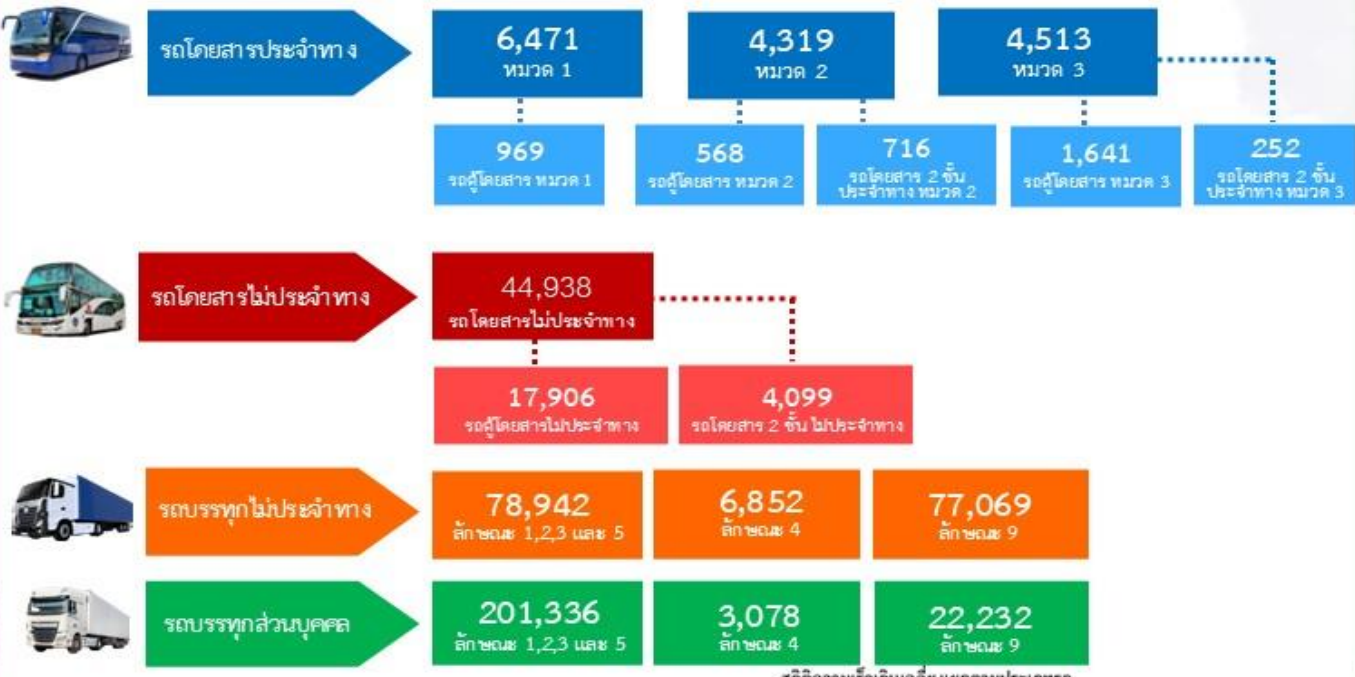 รถโดยสารประจำทาง
6,471
หมวด 1
4,319
หมวด 2
4,513
หมวด 3
969
รถตู้โดยสาร หมวด 1
568
รถตู้โดยสาร หมวด 2
716
รถโดยสาร 2 ชั้น
ประจำทาง หมวด 2
1,641
รถตู้โดยสาร หมวด 3
252
รถโดยสาร 2 ชั้น
ประจำทาง หมวด 3
รถโดยสารไม่ประจำทาง
44,938
รถโดยสารไม่ประจำทาง
17,906
รถตู้โดยสารไม่ประจำทาง
4,099
รถโดยสาร 2 ชั้น ไม่ประจำทาง
รถบรรทุกไม่ประจำทาง
78,942
ลักษณะ 1,2,3 และ 5
6,852
ลักษณะ 4
77,069
ลักษณะ 9
รถบรรทุกส่วนบุคคล
201,336
ลักษณะ 1,2,3 และ 5
3,078
ลักษณะ 4
22,232
ลักษณะ 9